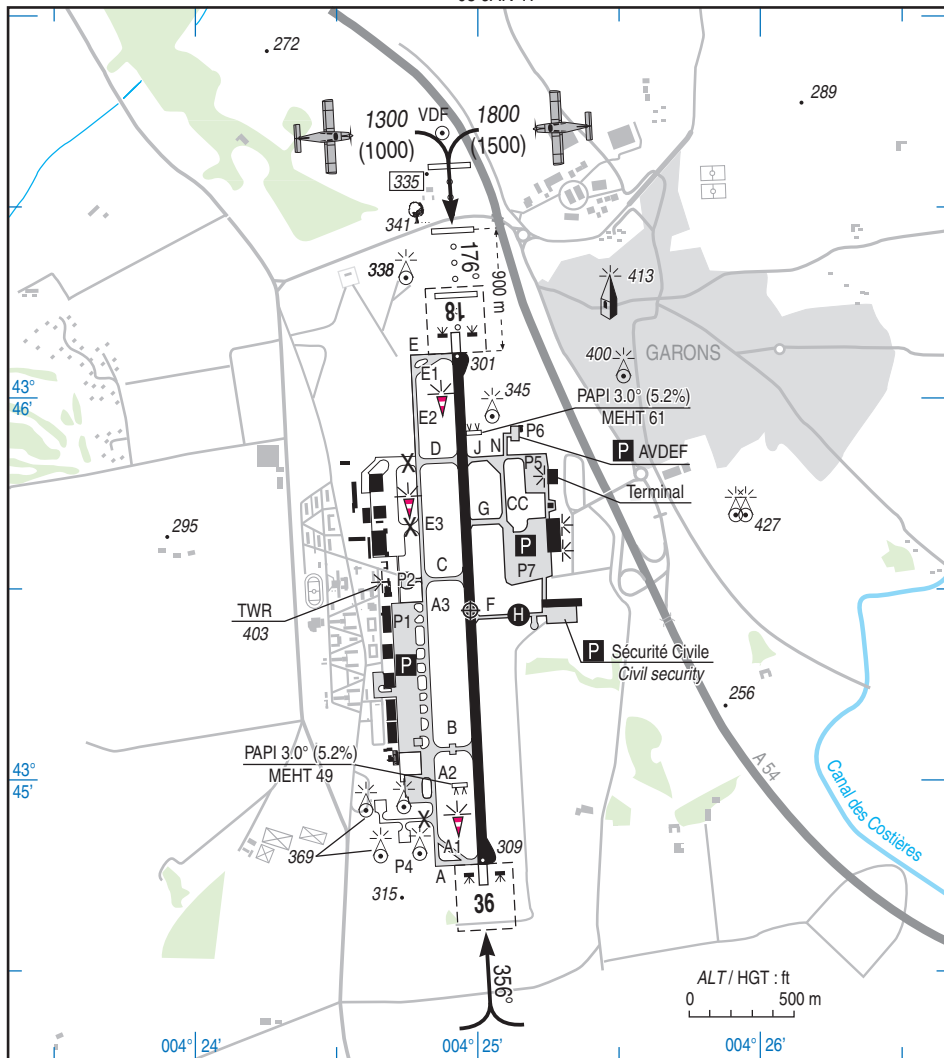 272
289
1300
(1000)
VDF
1800
(1500)
335
341
338
176°
900 m
413
18
E
301
400
GARONS
43°
46'
E1
345
PAPI 3.0° (5.2%)
MEHT 61
E2
P6
D
J
N
P AVDEF
P5
Terminal
G
CC
427
295
E3
P
C
P7
P2
TWR
403
A3
F
H
P1
P Sécurité Civile
Civil security
P
256
B
PAPI 3.0° (5.2%)
MEHT 49
43°
45'
A2
A 54
Canal des Costières
369
A1
309
P4
A
315
36
356°
ALT / HGT : ft
0 500 m
004° 24'
004° 25'
004° 26'